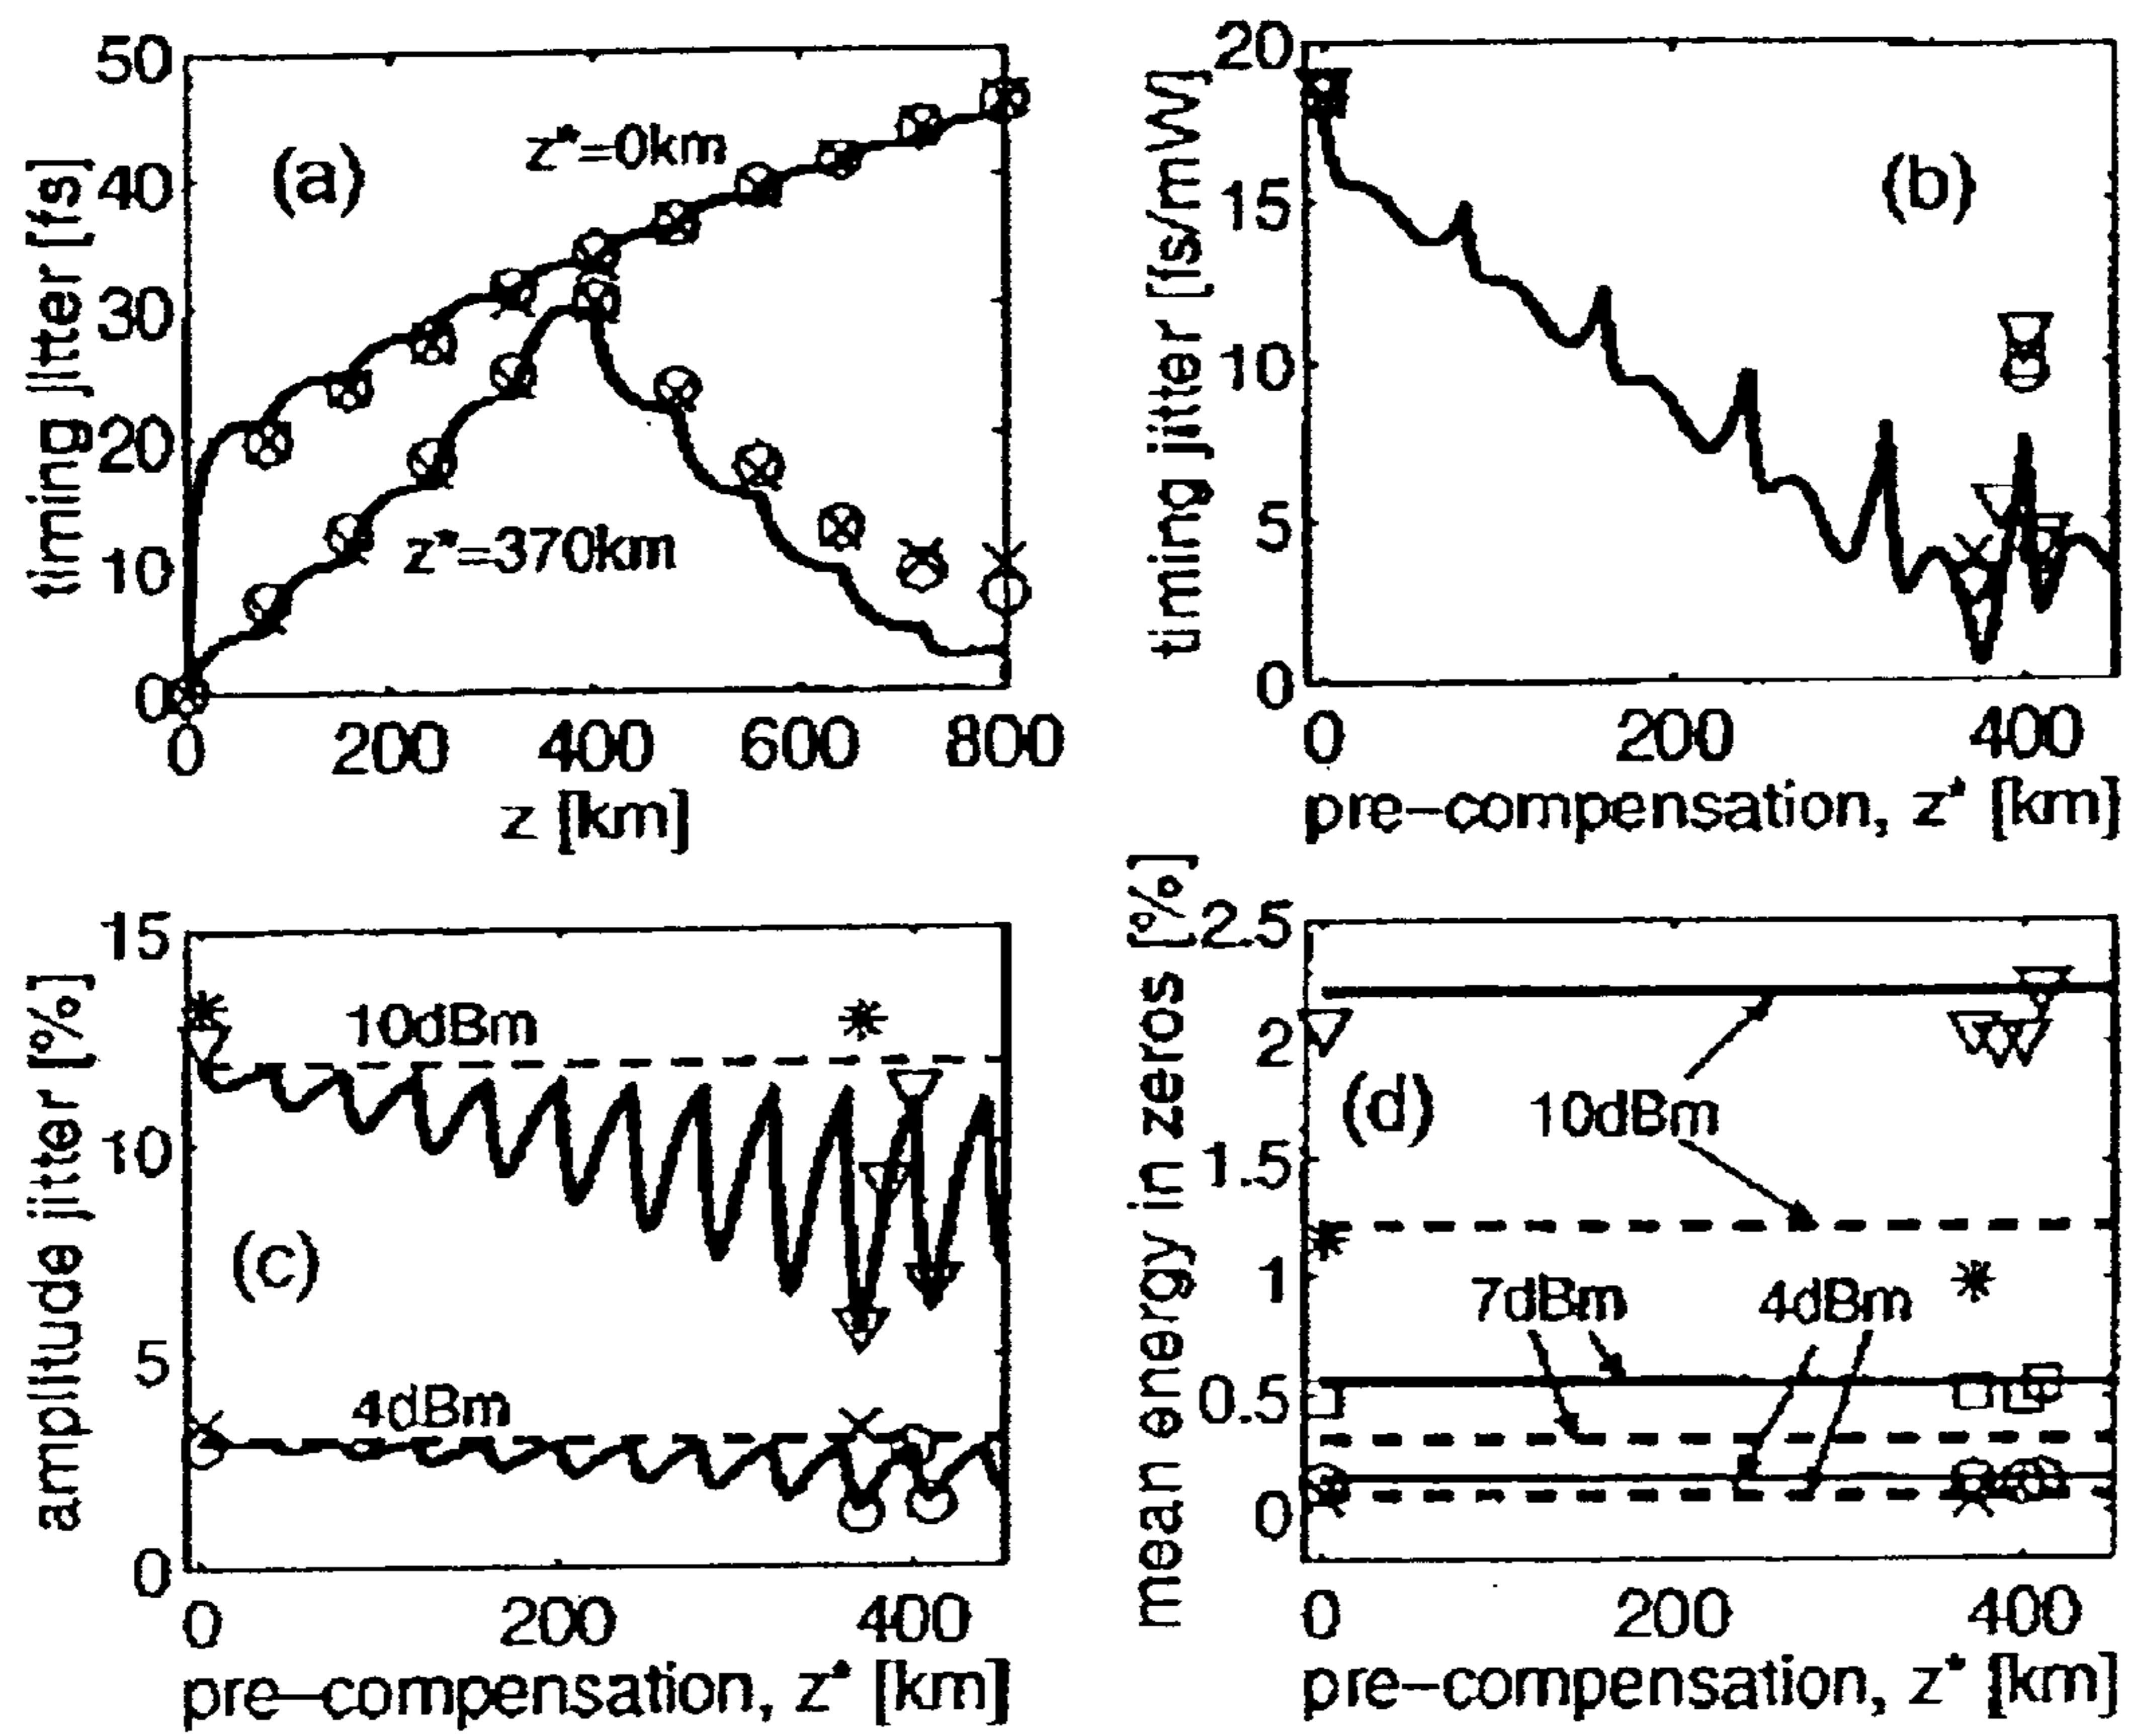 50
40
30
20
10
0
timing jitter [fs]
(a)
z*=0km
z*=370km
0 200 400 600 800
z [km]
20
15
10
5
0
timing jitter [fs/mW]
(b)
0 200 400
pre-compensation, z* [km]
15
10
5
0
amplitude jitter [%]
10dBm
(c)
4dBm
0 200 400
pre-compensation, z* [km]
2.5
2
1.5
1
0.5
0
mean energy in zeros [%]
(d)
10dBm
7dBm 4dBm
0 200 400
pre-compensation, z* [km]